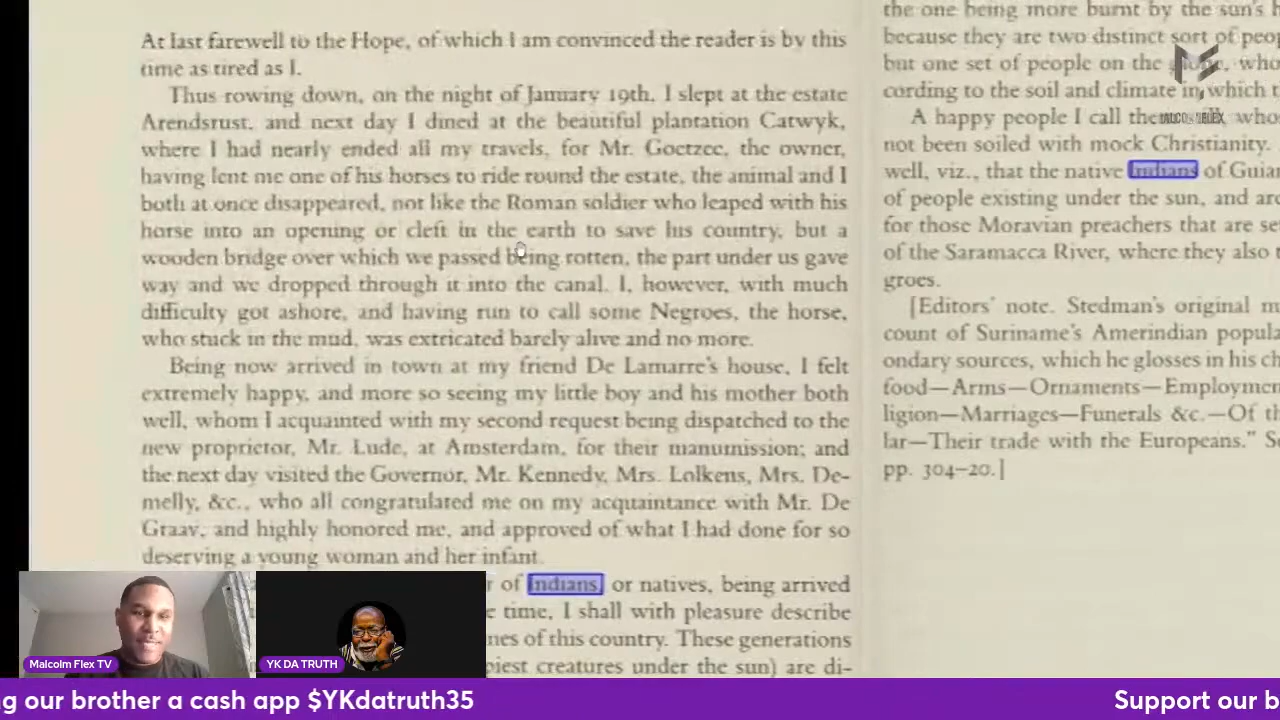 At last farewell to the Hope, of which I am convinced the reader is by this
time as tired as I.
Thus rowing down, on the night of January 19th, I slept at the estate
Arendsrust, and next day I dined at the beautiful plantation Catwyk,
where I had nearly ended all my travels, for Mr. Goetzee, the owner,
having lent me one of his horses to ride round the estate, the animal and I
both at once disappeared, not like the Roman soldier who leaped with his
horse into an opening or cleft in the earth to save his country, but a
wooden bridge over which we passed being rotten, the part under us gave
way and we dropped through it into the canal. I, however, with much
difficulty got ashore, and having run to call some Negroes, the horse,
who stuck in the mud, was extricated barely alive and no more.
Being now arrived in town at my friend De Lamarre's house, I felt
extremely happy, and more so seeing my little boy and his mother both
well, whom I acquainted with my second request being dispatched to the
new proprietor, Mr. Lude, at Amsterdam, for their manumission; and
the next day visited the Governor, Mr. Kennedy, Mrs. Lolkens, Mrs. De-
melly, &c., who all congratulated me on my acquaintance with Mr. De
Graav, and highly honored me, and approved of what I had done for so
deserving a young woman and her infant.
of Indians, or natives, being arrived
time, I shall with pleasure describe
of this country. These generations
creatures under the sun) are di-
the one being more burnt by the sun's
because they are two distinct sort of
but one set of people on the
cording to the soil and climate in which
A happy people I call them
not been soiled with mock Christianity.
well, viz., that the native Indians of
of people existing under the sun, and
for those Moravian preachers that are
of the Saramacca River, where they also
groes.
[Editors' note. Stedman's original
count of Suriname's Amerindian
ondary sources, which he glosses in his
food—Arms—Ornaments—
ligion—Marriages—Funerals &c.—Of
lar—Their trade with the Europeans."
pp. 304–20.]
MALCOLM FLEX
Malcolm Flex TV
YK DA TRUTH
our brother a cash app $YKdatruth35
Support our